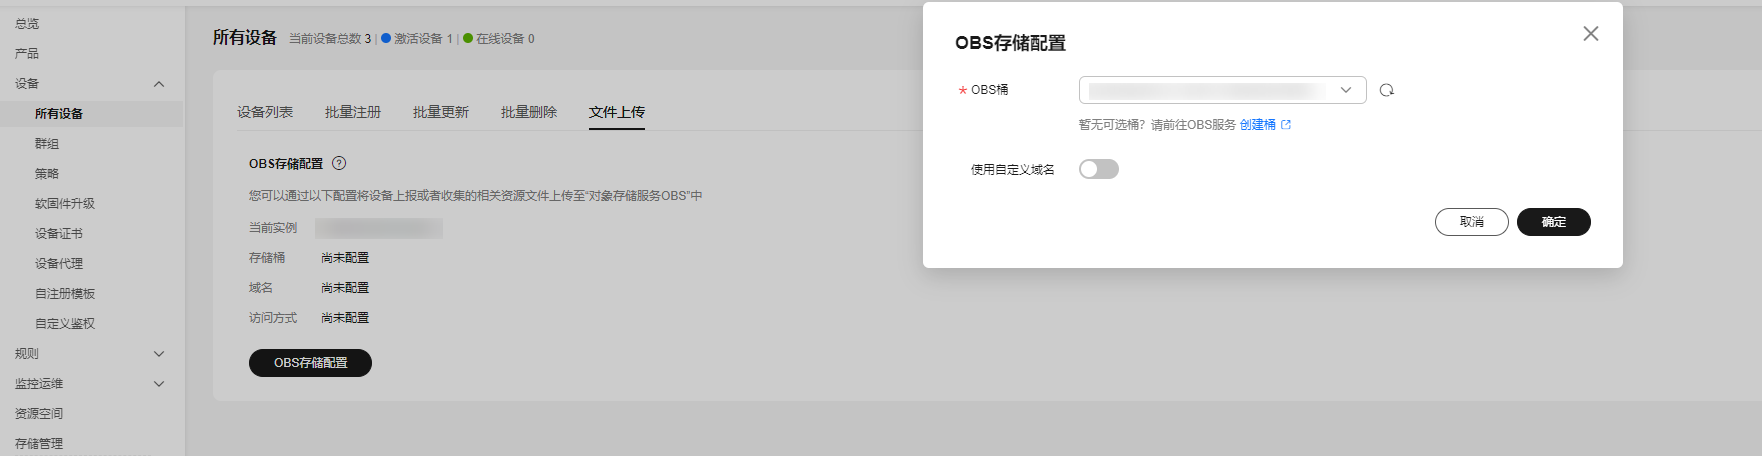 总览
产品
设备
所有设备
群组
策略
软固件升级
设备证书
设备代理
自注册模板
自定义鉴权
规则
监控运维
资源空间
存储管理
所有设备 当前设备总数 3 | 激活设备 1 | 在线设备 0
设备列表 批量注册 批量更新 批量删除 文件上传
OBS存储配置 ?
您可以通过以下配置将设备上报或者收集的相关资源文件上传至“对象存储服务OBS”中
当前实例
存储桶 尚未配置
域名 尚未配置
访问方式 尚未配置
OBS存储配置
OBS存储配置
* OBS桶
暂无可选桶？请前往OBS服务 创建桶
使用自定义域名
取消 确定